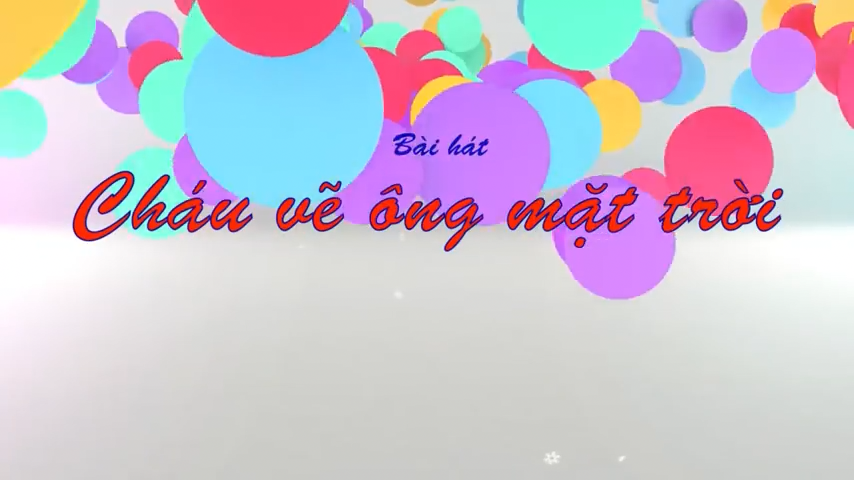 Bài hát
Cháu vẽ ông mặt trời